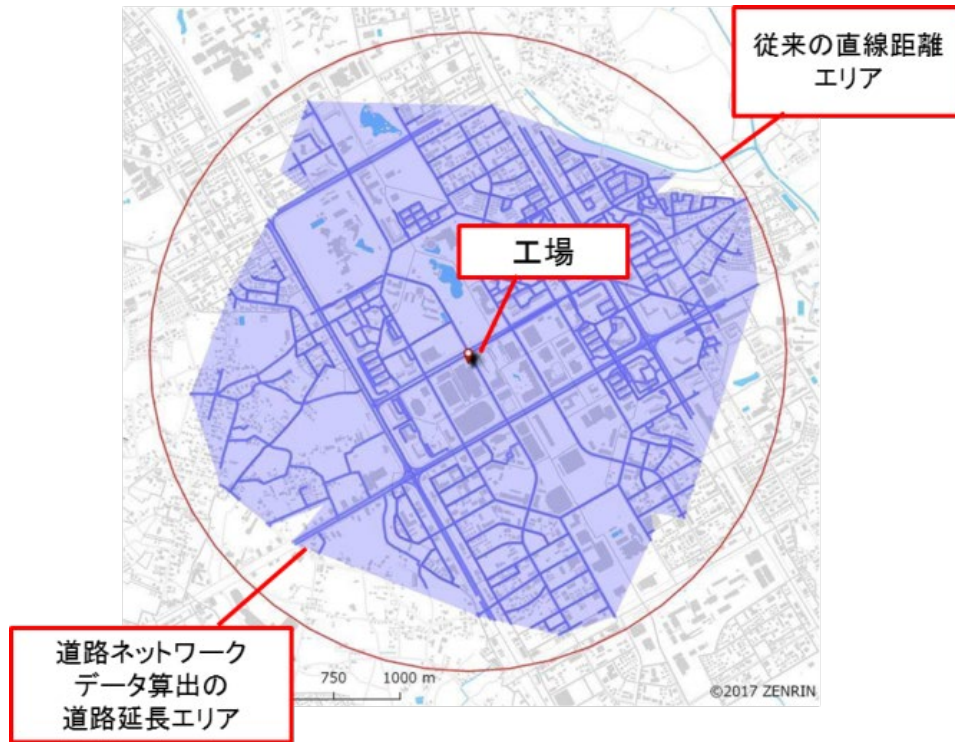 従来の直線距離
エリア
工場
道路ネットワーク
データ算出の
道路延長エリア
750
1000 m
©2017 ZENRIN